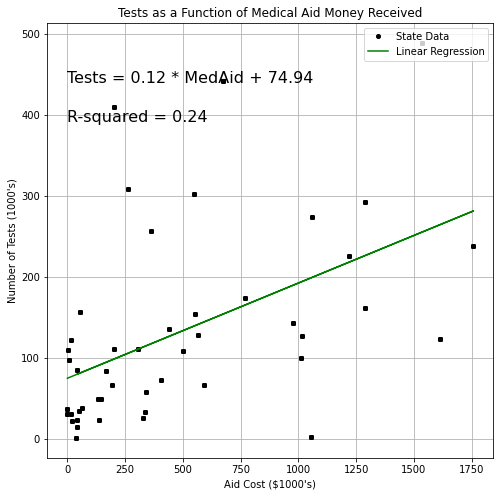 Tests as a Function of Medical Aid Money Received
State Data
Linear Regression
Tests = 0.12 * MedAid + 74.94
R-squared = 0.24
Number of Tests (1000's)
500
400
300
200
100
0
0 250 500 750 1000 1250 1500 1750
Aid Cost ($1000's)